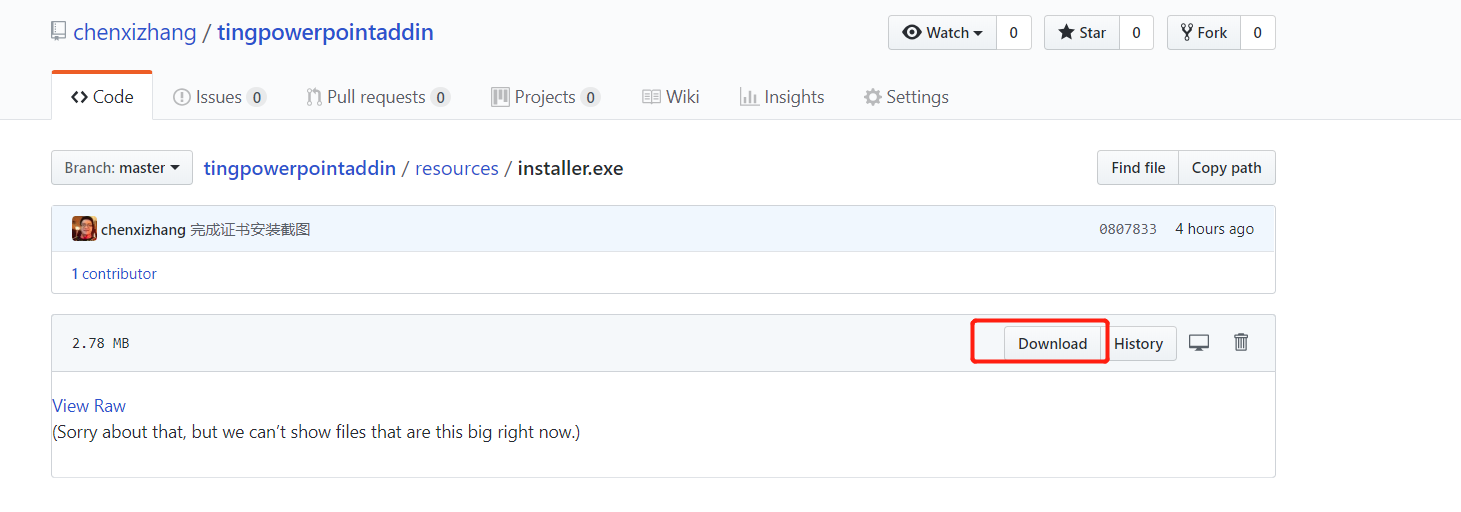 chenxizhang / tingpowerpointaddin
Watch 0 Star 0 Fork 0
Code Issues 0 Pull requests 0 Projects 0 Wiki Insights Settings
Branch: master tingpowerpointaddin / resources / installer.exe Find file Copy path
chenxizhang 完成证书安装截图 0807833 4 hours ago
1 contributor
2.78 MB Download History
View Raw
(Sorry about that, but we can’t show files that are this big right now.)